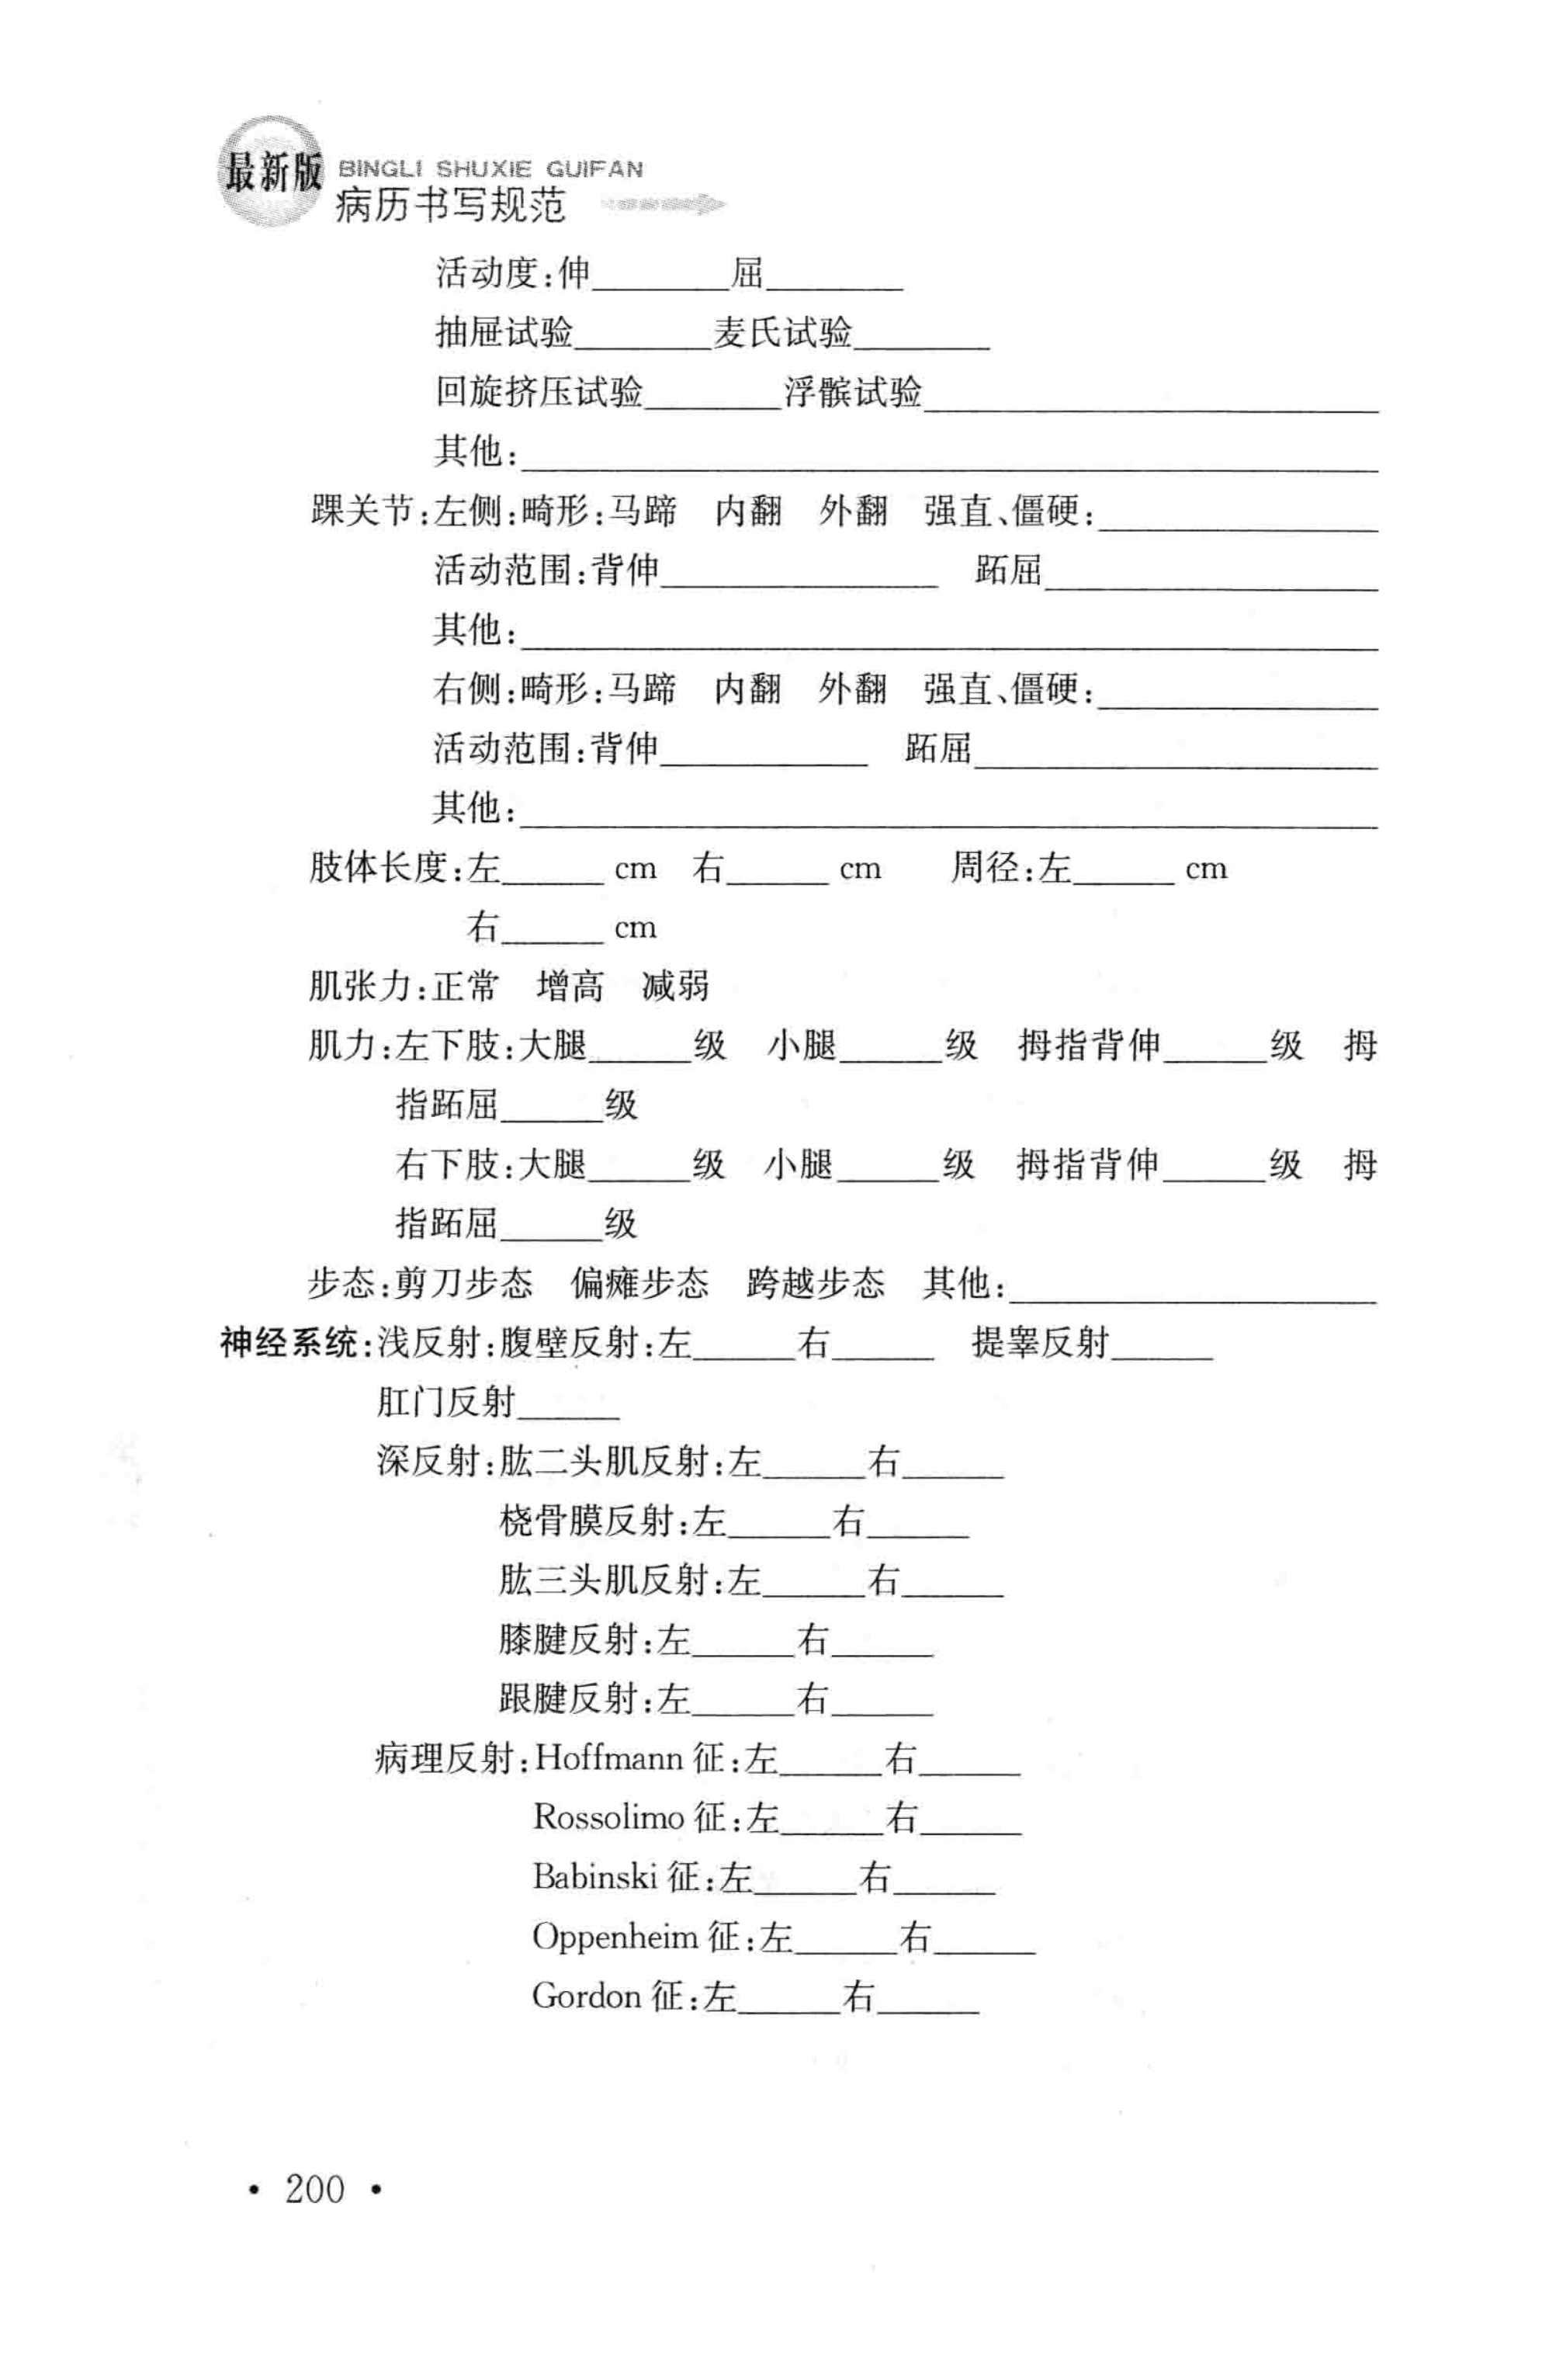 最新版 BINGLI SHUXIE GUIFAN
病历书写规范
活动度:伸________屈________
抽屉试验________麦氏试验________
回旋挤压试验________浮髌试验________
其他:________
踝关节:左侧:畸形:马蹄 内翻 外翻 强直、僵硬:________
活动范围:背伸________ 跖屈________
其他:________
右侧:畸形:马蹄 内翻 外翻 强直、僵硬:________
活动范围:背伸________ 跖屈________
其他:________
肢体长度:左______ cm 右______ cm 周径:左______ cm
右______ cm
肌张力:正常 增高 减弱
肌力:左下肢:大腿______级 小腿______级 拇指背伸______级 拇
指跖屈______级
右下肢:大腿______级 小腿______级 拇指背伸______级 拇
指跖屈______级
步态:剪刀步态 偏瘫步态 跨越步态 其他:________
神经系统:浅反射:腹壁反射:左______右______ 提睾反射______
肛门反射______
深反射:肱二头肌反射:左______右______
桡骨膜反射:左______右______
肱三头肌反射:左______右______
膝腱反射:左______右______
跟腱反射:左______右______
病理反射:Hoffmann 征:左______右______
Rossolimo 征:左______右______
Babinski 征:左______右______
Oppenheim 征:左______右______
Gordon 征:左______右______
· 200 ·